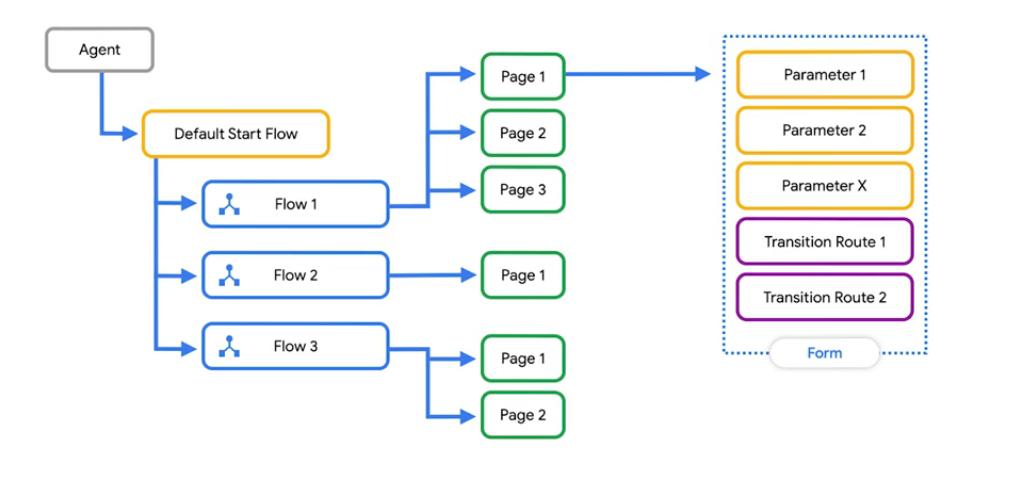 Agent
Default Start Flow
Flow 1
Flow 2
Flow 3
Page 1
Page 2
Page 3
Page 1
Page 1
Page 2
Parameter 1
Parameter 2
Parameter X
Transition Route 1
Transition Route 2
Form